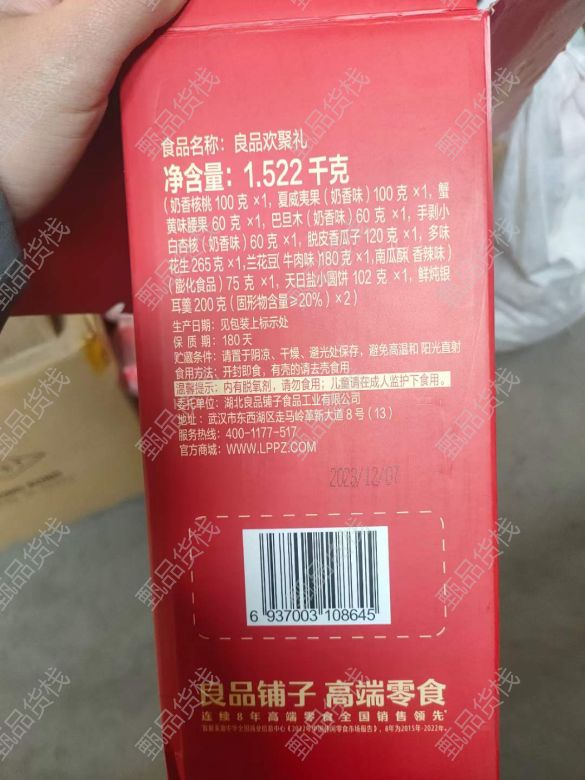 食品名称：良品欢聚礼
净含量：1.522千克
（奶香核桃 100 克 ×1，夏威夷果（奶香味）100 克 ×1，蟹
黄味腰果 60 克 ×1，巴旦木（奶香味）60 克 ×1，手剥小
白杏核（奶香味）60 克 ×1，脱皮香瓜子 120 克 ×1，多味
花生 265 克 ×1，兰花豆（牛肉味）180 克 ×1，南瓜酥（香辣味）
（膨化食品）75 克 ×1，天日盐小圆饼 102 克 ×1，鲜炖银
耳羹 200 克（固形物含量≥20%）×2）
生产日期：见包装上标示处
保 质 期：180 天
贮藏条件：请置于阴凉、干燥、避光处保存，避免高温和 阳光直射
食用方法：开封即食，有壳的请去壳食用
温馨提示：内有脱氧剂，请勿食用；儿童请在成人监护下食用。
委托单位：湖北良品铺子食品工业有限公司
地址：武汉市东西湖区走马岭革新大道 8 号（13）
服务热线：400-1177-517
官方商城：WWW.LPPZ.COM
2023/12/07
6 937003 108645
良品铺子 高端零食
连续 8 年高端零食全国销售领先
甄品货栈